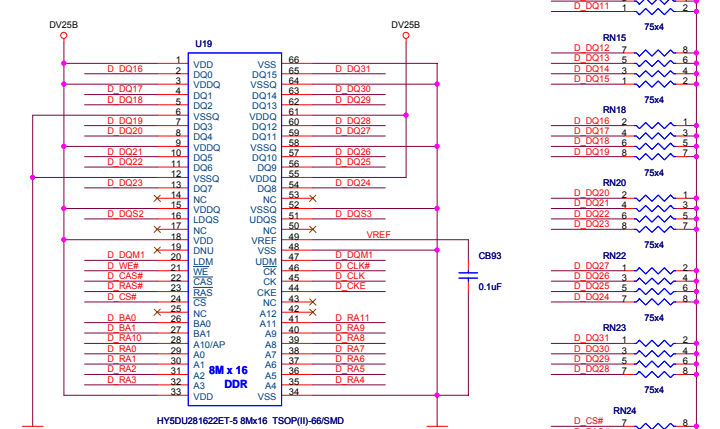 DV25B
DV25B
U19
1 VDD VSS 66
D_DQ16 2 DQ0 DQ15 65 D_DQ31
3 VDDQ VSSQ 64
D_DQ17 4 DQ1 DQ14 63 D_DQ30
D_DQ18 5 DQ2 DQ13 62 D_DQ29
6 VSSQ VDDQ 61
D_DQ19 7 DQ3 DQ12 60 D_DQ28
D_DQ20 8 DQ4 DQ11 59 D_DQ27
9 VDDQ VSSQ 58
D_DQ21 10 DQ5 DQ10 57 D_DQ26
D_DQ22 11 DQ6 DQ9 56 D_DQ25
12 VSSQ VDDQ 55
D_DQ23 13 DQ7 DQ8 54 D_DQ24
14 NC NC 53
15 VDDQ VSSQ 52
D_DQS2 16 LDQS UDQS 51 D_DQS3
17 NC NC 50
18 VDD VREF 49 VREF
19 DNU VSS 48
D_DQM1 20 LDM UDM 47 D_DQM1
D_WE# 21 WE CK 46 D_CLK#
D_CAS# 22 CAS CK 45 D_CLK
D_RAS# 23 RAS CKE 44 D_CKE
D_CS# 24 CS NC 43
25 NC A12 42
D_BA0 26 BA0 A11 41 D_RA11
D_BA1 27 BA1 A9 40 D_RA9
D_RA10 28 A10/AP A8 39 D_RA8
D_RA0 29 A0 A7 38 D_RA7
D_RA1 30 A1 A6 37 D_RA6
D_RA2 31 A2 A5 36 D_RA5
D_RA3 32 A3 A4 35 D_RA4
33 VDD VSS 34
8M x 16
DDR
HY5DU281622ET-5 8Mx16 TSOP(II)-66/SMD
CB93
0.1uF
D_DQ11 1 2
75x4
RN15
D_DQ12 7 8
D_DQ13 5 6
D_DQ14 3 4
D_DQ15 1 2
75x4
RN18
D_DQ16 2 1
D_DQ17 4 3
D_DQ18 6 5
D_DQ19 8 7
75x4
RN20
D_DQ20 2 1
D_DQ21 4 3
D_DQ22 6 5
D_DQ23 8 7
75x4
RN22
D_DQ27 1 2
D_DQ26 3 4
D_DQ25 5 6
D_DQ24 7 8
75x4
RN23
D_DQ31 1 2
D_DQ30 3 4
D_DQ29 5 6
D_DQ28 7 8
75x4
RN24
D_CS# 7 8